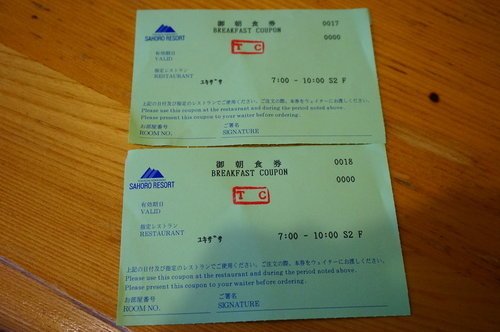 御朝食券
BREAKFAST COUPON
0017
0000
SAHORO RESORT
T C
有効期日
VALID
指定レストラン
RESTAURANT
ユキザサ
7:00 - 10:00 S2 F
上記の日付及び指定のレストランでご使用ください。ご注文の際、本券をウェイターにお渡しください。
Please use this coupon at the restaurant and during the period noted above.
Please present this coupon to your waiter before ordering.
お部屋番号
ROOM NO.
ご署名
SIGNATURE
御朝食券
BREAKFAST COUPON
0018
0000
SAHORO RESORT
T C
有効期日
VALID
指定レストラン
RESTAURANT
ユキザサ
7:00 - 10:00 S2 F
上記の日付及び指定のレストランでご使用ください。ご注文の際、本券をウェイターにお渡しください。
Please use this coupon at the restaurant and during the period noted above.
Please present this coupon to your waiter before ordering.
お部屋番号
ROOM NO.
ご署名
SIGNATURE